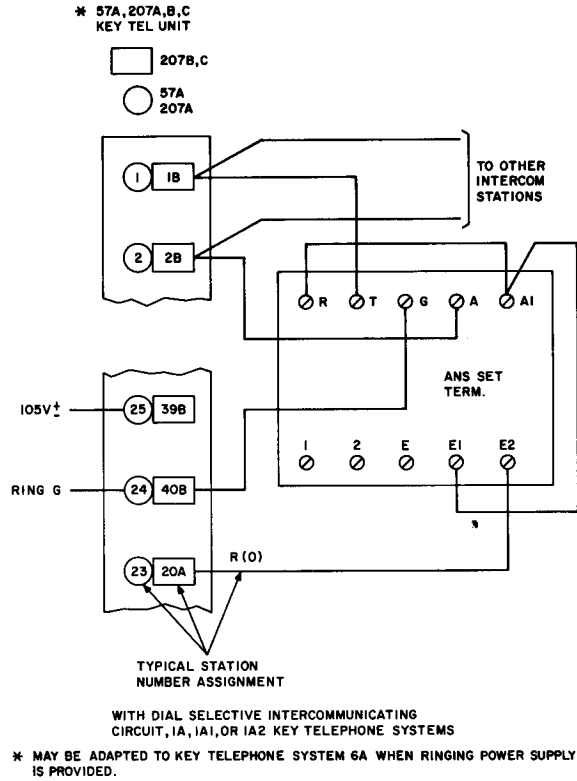 * 57A, 207A, B, C
KEY TEL UNIT
207B, C
57A
207A
1 1B
TO OTHER
INTERCOM
STATIONS
2 2B
R T G A A1
ANS SET
TERM.
105V ± 25 39B
1 2 E E1 E2
RING G 24 40B
*
R (O)
23 20A
TYPICAL STATION
NUMBER ASSIGNMENT
WITH DIAL SELECTIVE INTERCOMMUNICATING
CIRCUIT, 1A, 1A1, OR 1A2 KEY TELEPHONE SYSTEMS
* MAY BE ADAPTED TO KEY TELEPHONE SYSTEM 6A WHEN RINGING POWER SUPPLY
IS PROVIDED.